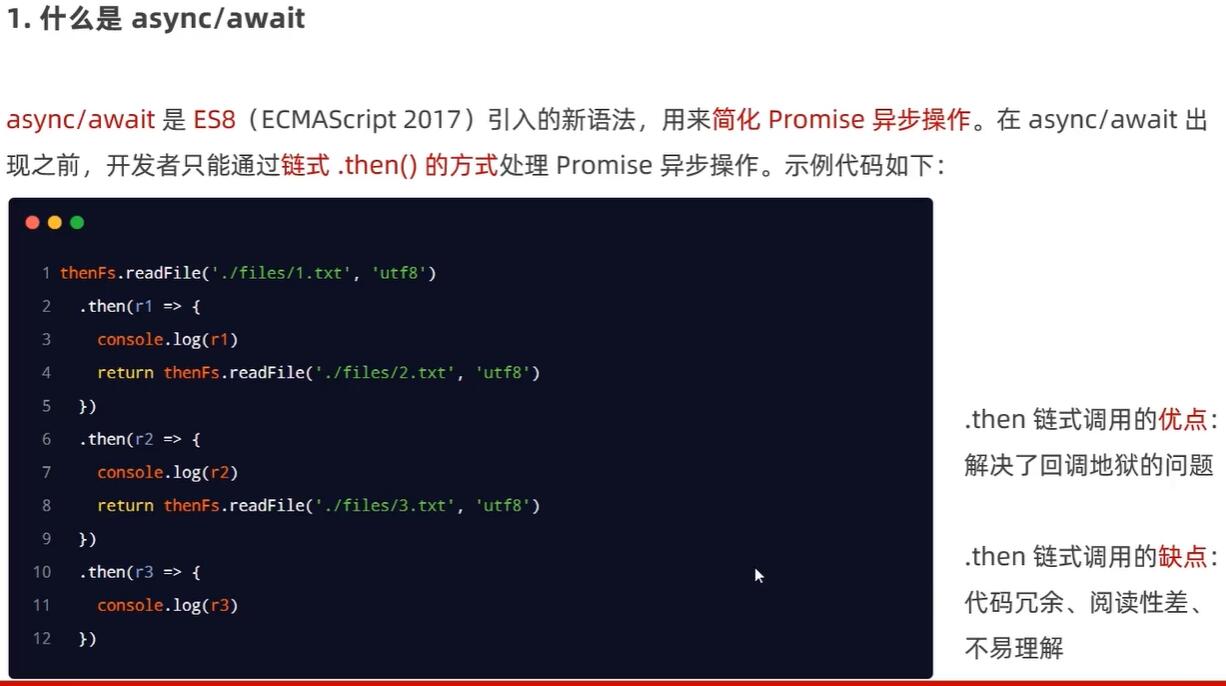 1. 什么是 async/await
async/await 是 ES8（ECMAScript 2017）引入的新语法，用来简化 Promise 异步操作。在 async/await 出
现之前，开发者只能通过链式 .then() 的方式处理 Promise 异步操作。示例代码如下：
1 thenFs.readFile('./files/1.txt', 'utf8')
2 .then(r1 => {
3 console.log(r1)
4 return thenFs.readFile('./files/2.txt', 'utf8')
5 })
6 .then(r2 => {
7 console.log(r2)
8 return thenFs.readFile('./files/3.txt', 'utf8')
9 })
10 .then(r3 => {
11 console.log(r3)
12 })
.then 链式调用的优点：
解决了回调地狱的问题
.then 链式调用的缺点：
代码冗余、阅读性差、
不易理解